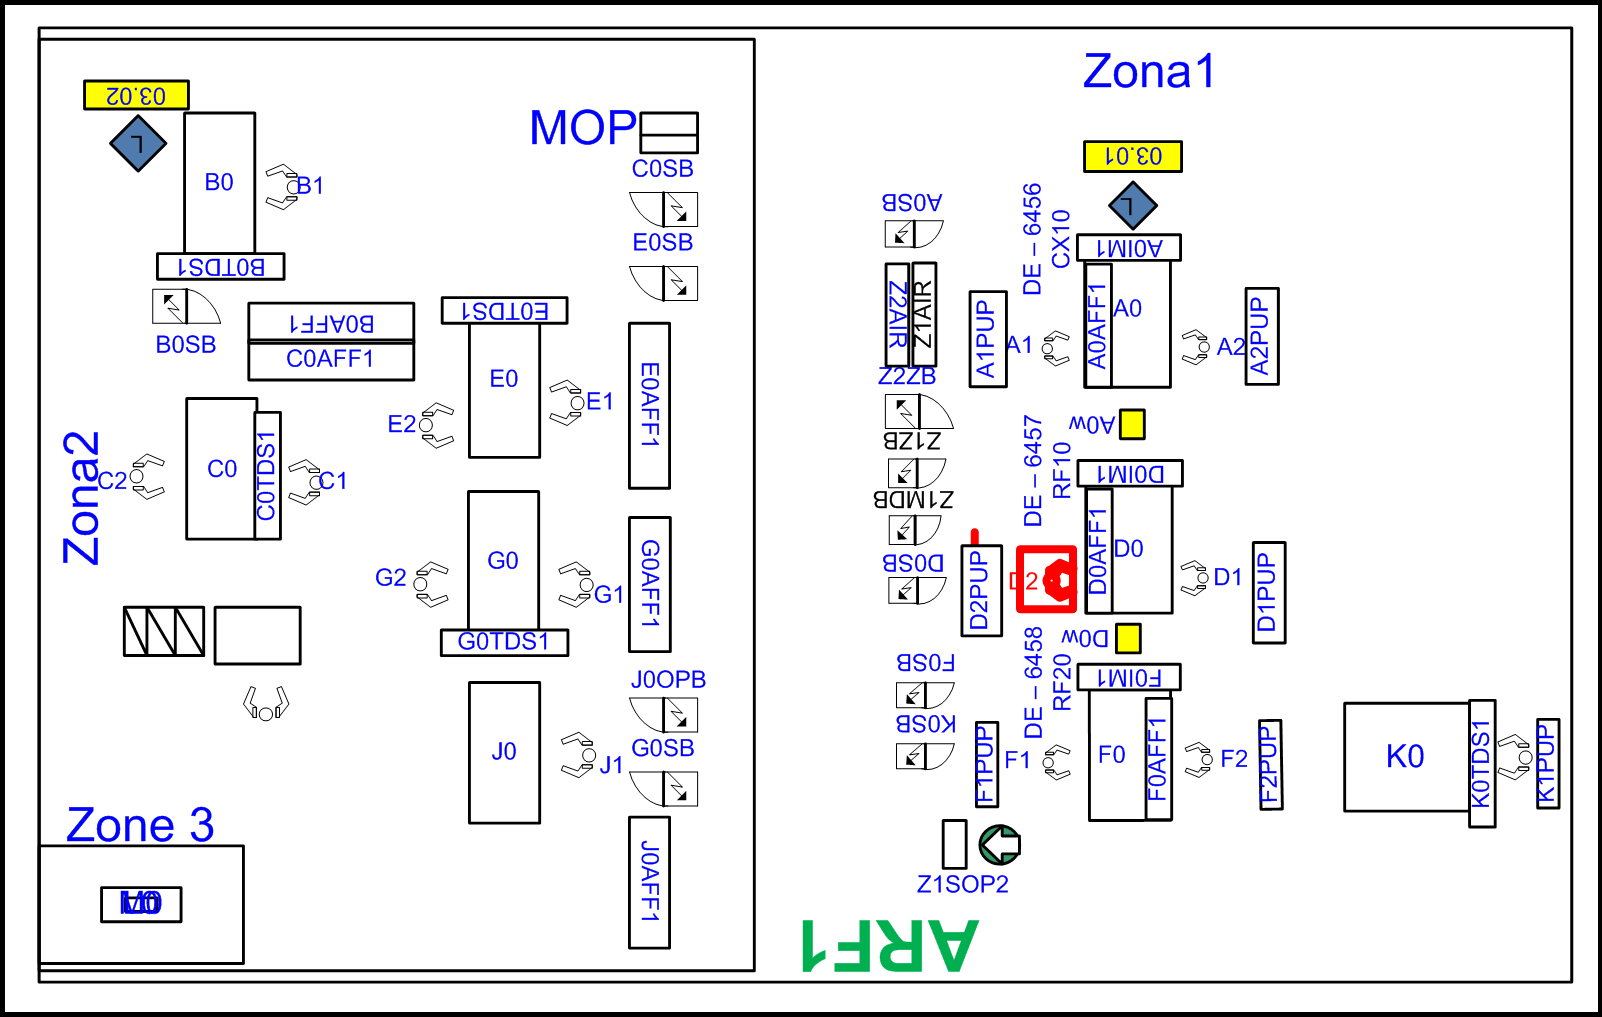 Zona1
03.02
L
B0
B1
B0TDS1
B0SB
MOP
C0SB
E0SB
B0AFF1
C0AFF1
E0TDS1
E0
E1
E2
E0AFF1
Zona2
C2
C0
C0TDS1
C1
G2
G0
G1
G0TDS1
G0AFF1
J0OPB
G0SB
J0
J1
J0AFF1
Zone 3
03.01
L
A0SB
DE – 6456
CX10
A0IM1
Z2AIR
Z1AIR
A1PUP
A1
A0AFF1
A0
A2
A2PUP
Z2ZB
Z1ZB
Z1MDB
D0SB
A0w
DE – 6457
RF10
D0IM1
D2PUP
D2
D0AFF1
D0
D1
D1PUP
D0w
F0SB
K0SB
DE – 6458
RF20
F0IM1
F1PUP
F1
F0
F0AFF1
F2
F2PUP
K0
K0TDS1
K1PUP
Z1SOP2
ARF1